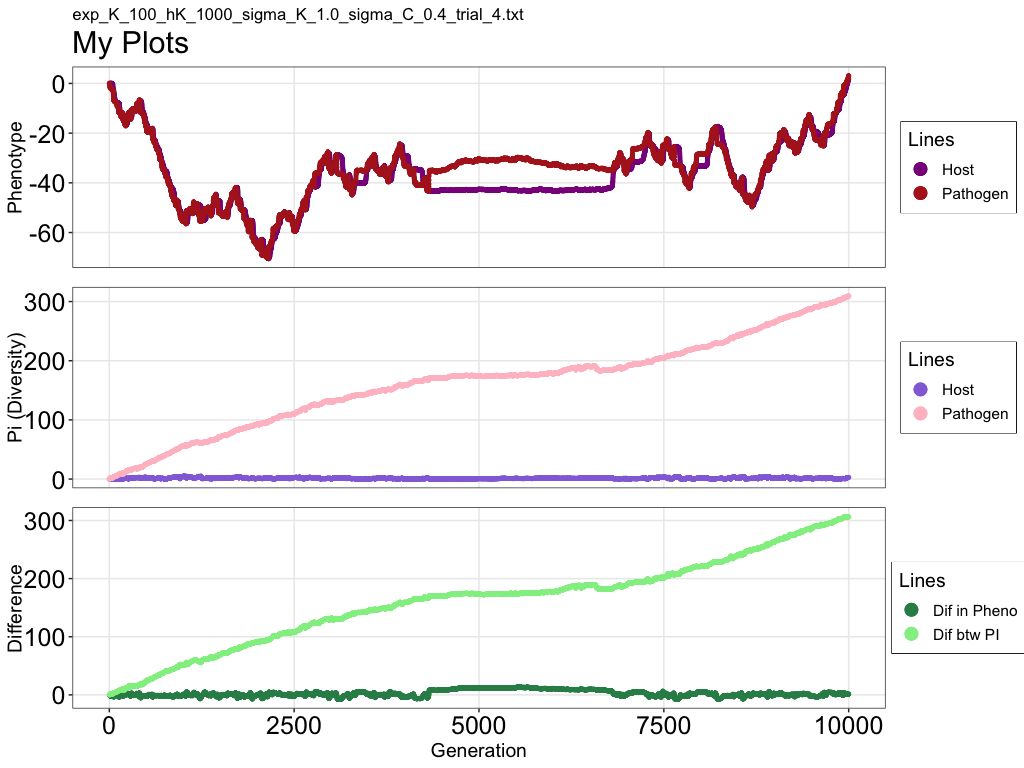 exp_K_100_hK_1000_sigma_K_1.0_sigma_C_0.4_trial_4.txt
My Plots
Phenotype
0
-20
-40
-60
Lines
Host
Pathogen
Pi (Diversity)
300
200
100
0
Lines
Host
Pathogen
Difference
300
200
100
0
Lines
Dif in Pheno
Dif btw PI
0 2500 5000 7500 10000
Generation